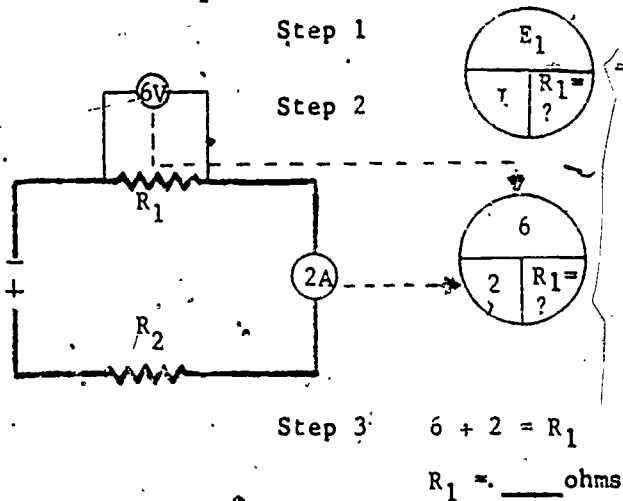 Step 1
E1
I
R1=
?
6V
Step 2
R1
6
2
R1=
?
2A
−
+
R2
Step 3
6 + 2 = R1
R1 = ____ ohms